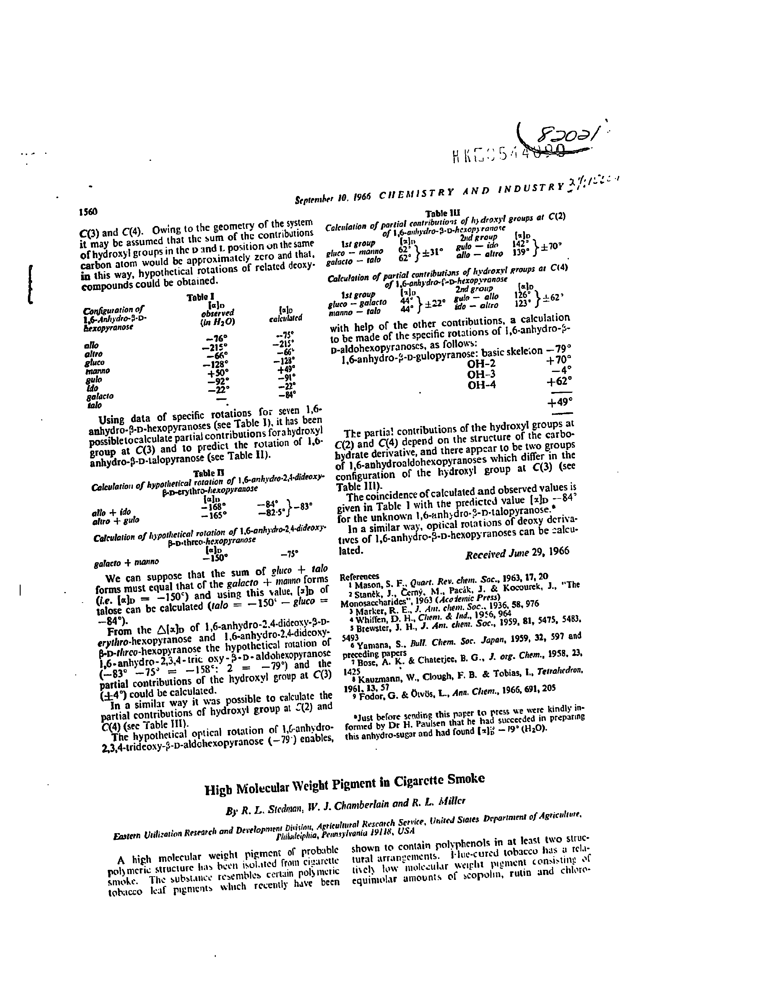 82021
September 10, 1966 CHEMISTRY AND INDUSTRY
1560
C(3) and C(4). Owing to the geometry of the system
it may be assumed that the sum of the contributions
of hydroxyl groups in the D and L position on the same
carbon atom would be approximately zero and that,
in this way, hypothetical rotations of related deoxy-
compounds could be obtained.
Table I
Configuration of 1,6-Anhydro-β-D-hexopyranose [α]D observed (in H₂O) [α]D calculated
allo −76° −75°
altro −215° −215°
gluco −66° −66°
manno −128° −128°
gulo +50° +49°
ido −92° −91°
galacto −22° −22°
talo — −84°
Using data of specific rotations for seven 1,6-
anhydro-β-D-hexopyranoses (see Table I), it has been
possible to calculate partial contributions for a hydroxyl
group at C(3) and to predict the rotation of 1,6-
anhydro-β-D-talopyranose (see Table II).
Table II
Calculation of hypothetical rotation of 1,6-anhydro-2,4-dideoxy-
β-D-erythro-hexopyranose
[α]D
allo + ido −168° −84° } −83°
altro + gulo −165° −82·5°
Calculation of hypothetical rotation of 1,6-anhydro-2,4-dideoxy-
β-D-threo-hexopyranose
[α]D
galacto + manno −150° −75°
We can suppose that the sum of gluco + talo
forms must equal that of the galacto + manno forms
(i.e. [α]D = −150°) and using this value, [α]D of
talose can be calculated (talo = −150° − gluco =
−84°).
From the △[α]D of 1,6-anhydro-2,4-dideoxy-β-D-
erythro-hexopyranose and 1,6-anhydro-2,4-dideoxy-
β-D-threo-hexopyranose the hypothetical rotation of
1,6-anhydro-2,3,4-tric oxy-β-D-aldohexopyranose
(−83° −75° = −158°: 2 = −79°) and the
partial contributions of the hydroxyl group at C(3)
(±4°) could be calculated.
In a similar way it was possible to calculate the
partial contributions of hydroxyl group at C(2) and
C(4) (see Table III).
The hypothetical optical rotation of 1,6-anhydro-
2,3,4-trideoxy-β-D-aldohexopyranose (−79°) enables,
Table III
Calculation of partial contributions of hydroxyl groups at C(2)
of 1,6-anhydro-β-D-hexopyranose
1st group [α]D 2nd group [α]D
gluco − manno 62° } ±31° gulo − ido 142° } ±70°
galacto − talo 62° allo − altro 139°
Calculation of partial contributions of hydroxyl groups at C(4)
of 1,6-anhydro-β-D-hexopyranose
1st group [α]D 2nd group [α]D
gluco − galacto 44° } ±22° gulo − allo 126° } ±62°
manno − talo 44° ido − altro 123°
with help of the other contributions, a calculation
to be made of the specific rotations of 1,6-anhydro-β-
D-aldohexopyranoses, as follows:
1,6-anhydro-β-D-gulopyranose: basic skeleton −79°
OH-2 +70°
OH-3 −4°
OH-4 +62°
+49°
The partial contributions of the hydroxyl groups at
C(2) and C(4) depend on the structure of the carbo-
hydrate derivative, and there appear to be two groups
of 1,6-anhydroaldohexopyranoses which differ in the
configuration of the hydroxyl group at C(3) (see
Table III).
The coincidence of calculated and observed values is
given in Table I with the predicted value [α]D −84°
for the unknown 1,6-anhydro-β-D-talopyranose.*
In a similar way, optical rotations of deoxy deriva-
tives of 1,6-anhydro-β-D-hexopyranoses can be calcu-
lated.
Received June 29, 1966
References
1 Mason, S. F., Quart. Rev. chem. Soc., 1963, 17, 20
2 Staněk, J., Černý, M., Pacák, J. & Kocourek, J., "The
Monosaccharides", 1963 (Academic Press)
3 Marker, R. E., J. Am. chem. Soc., 1936, 58, 976
4 Whiffen, D. H., Chem. & Ind., 1956, 964
5 Brewster, J. H., J. Am. chem. Soc., 1959, 81, 5475, 5483,
5493
6 Yamana, S., Bull. Chem. Soc. Japan, 1959, 32, 597 and
preceding papers
7 Bose, A. K. & Chaterjee, B. G., J. org. Chem., 1958, 23,
1425
8 Kauzmann, W., Clough, F. B. & Tobias, I., Tetrahedron,
1961, 13, 57
9 Fodor, G. & Ötvös, L., Ann. Chem., 1966, 691, 205
*Just before sending this paper to press we were kindly in-
formed by Dr H. Paulsen that he had succeeded in preparing
this anhydro-sugar and had found (H₂O).
High Molecular Weight Pigment in Cigarette Smoke
By R. L. Stedman, W. J. Chamberlain and R. L. Miller
Eastern Utilization Research and Development Division, Agricultural Research Service, United States Department of Agriculture,
Philadelphia, Pennsylvania 19118, USA
A high molecular weight pigment of probable
polymeric structure has been isolated from cigarette
smoke. The substance resembles certain polymeric
tobacco leaf pigments which recently have been
shown to contain polyphenols in at least two struc-
tural arrangements. Flue-cured tobacco has a rela-
tively low molecular weight pigment consisting of
equimolar amounts of scopolin, rutin and chloro-